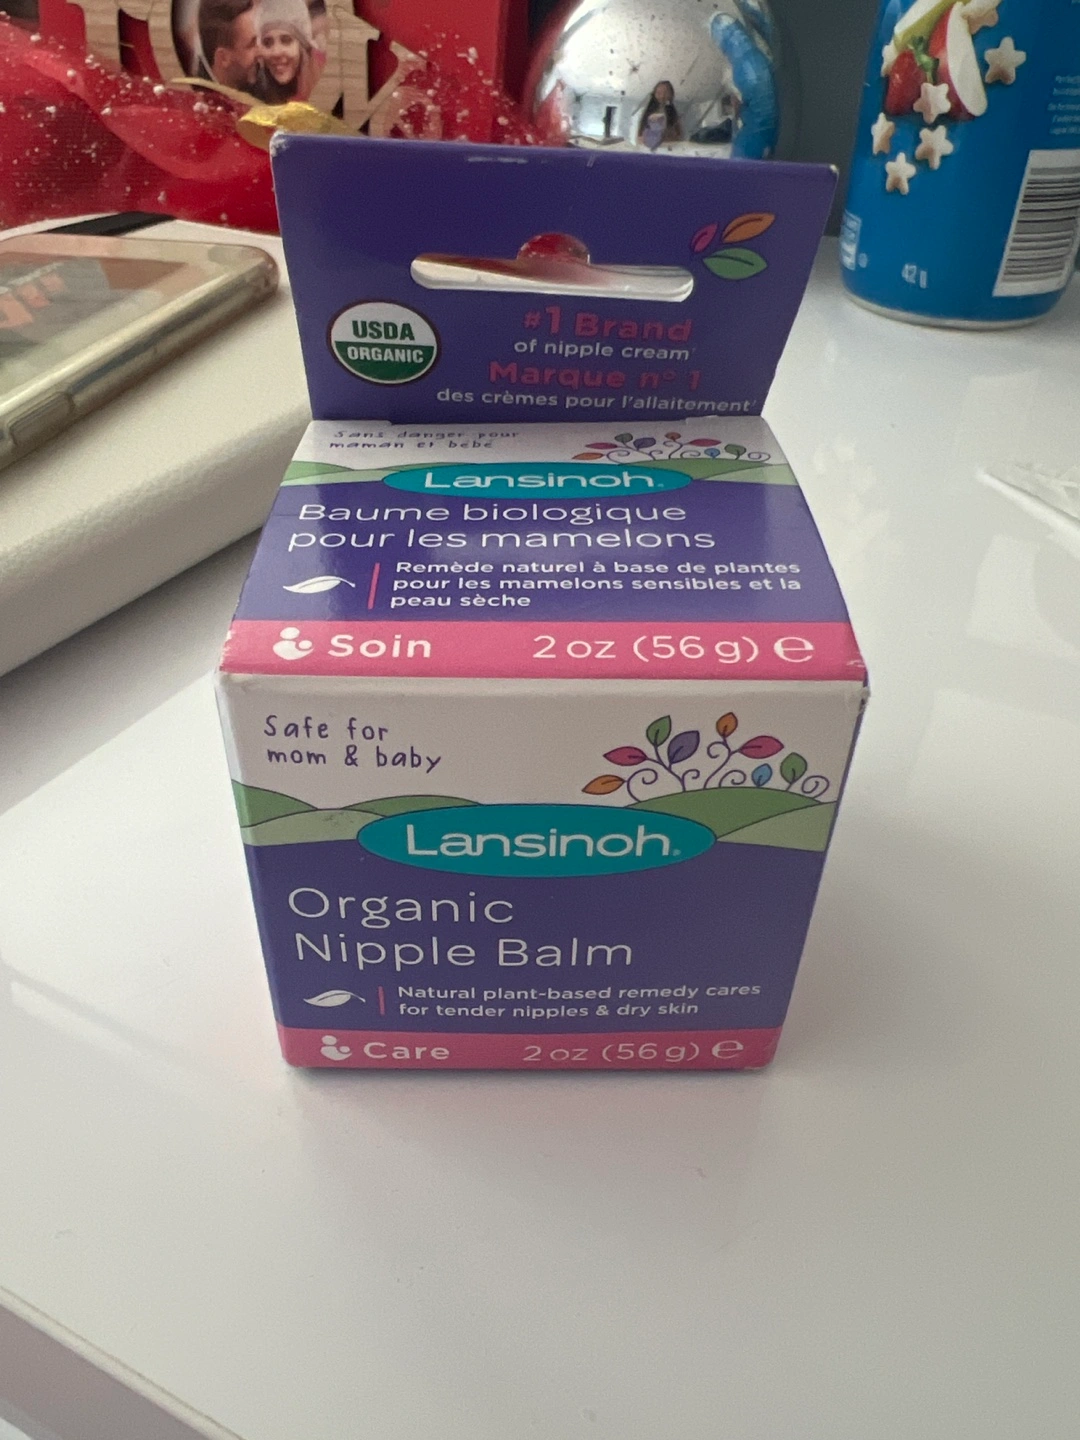 USDA
ORGANIC
#1 Brand
of nipple cream
Marque n° 1
des crèmes pour l'allaitement
Sans danger pour
maman et bébé
Lansinoh
Baume biologique
pour les mamelons
Remède naturel à base de plantes
pour les mamelons sensibles et la
peau sèche
Soin 2 oz (56 g) e
Safe for
mom & baby
Lansinoh
Organic
Nipple Balm
Natural plant-based remedy cares
for tender nipples & dry skin
Care 2 oz (56 g) e
42 g